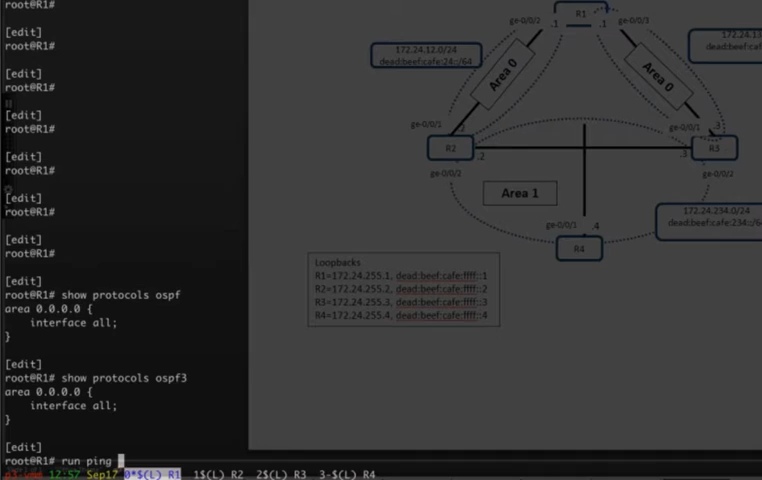 root@R1#
[edit]
root@R1#
[edit]
root@R1#
[edit]
root@R1#
[edit]
root@R1#
[edit]
root@R1#
[edit]
root@R1#
[edit]
root@R1# show protocols ospf
area 0.0.0.0 {
interface all;
}
[edit]
root@R1# show protocols ospf3
area 0.0.0.0 {
interface all;
}
[edit]
root@R1# run ping
12:57 Sep17 0*$(L) R1 1$(L) R2 2$(L) R3 3-$(L) R4
R1
ge-0/0/2
.1
.1
ge-0/0/3
172.24.12.0/24
dead:beef:cafe:24::/64
Area 0
Area 0
ge-0/0/1
.2
R2
.2
ge-0/0/2
ge-0/0/1
.3
R3
.3
ge-0/0/2
Area 1
172.24.234.0/24
ge-0/0/1
.4
R4
Loopbacks
R1=172.24.255.1, dead:beef:cafe:ffff::1
R2=172.24.255.2, dead:beef:cafe:ffff::2
R3=172.24.255.3, dead:beef:cafe:ffff::3
R4=172.24.255.4, dead:beef:cafe:ffff::4